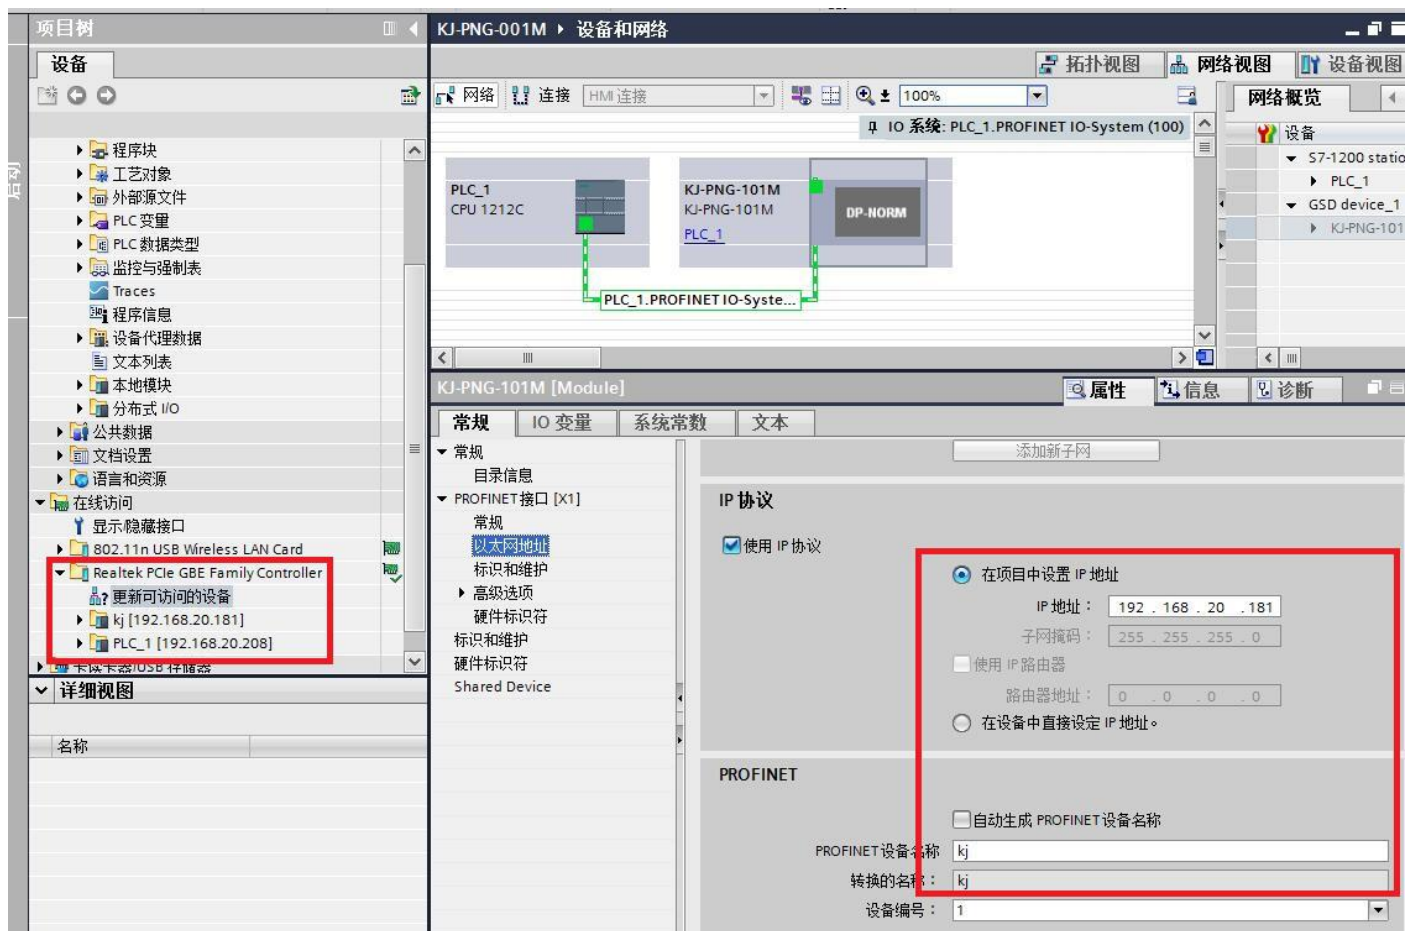 项目树
设备
启动
程序块
工艺对象
外部源文件
PLC 变量
PLC 数据类型
监控与强制表
Traces
程序信息
设备代理数据
文本列表
本地模块
分布式 I/O
公共数据
文档设置
语言和资源
在线访问
显示/隐藏接口
802.11n USB Wireless LAN Card
Realtek PCIe GBE Family Controller
更新可访问的设备
kj [192.168.20.181]
PLC_1 [192.168.20.208]
读卡器/USB 存储器
详细视图
名称
KJ-PNG-001M ▸ 设备和网络
拓扑视图
网络视图
设备视图
网络
连接
HMI 连接
100%
IO 系统: PLC_1.PROFINET IO-System (100)
PLC_1
CPU 1212C
KJ-PNG-101M
KJ-PNG-101M
PLC_1
DP-NORM
PLC_1.PROFINET IO-Syste...
网络概览
设备
S7-1200 statio
PLC_1
GSD device_1
KJ-PNG-101
KJ-PNG-101M [Module]
属性
信息
诊断
常规
IO 变量
系统常数
文本
常规
目录信息
PROFINET接口 [X1]
常规
以太网地址
标识和维护
高级选项
硬件标识符
标识和维护
硬件标识符
Shared Device
添加新子网
IP 协议
使用 IP 协议
在项目中设置 IP 地址
IP 地址: 192 . 168 . 20 . 181
子网掩码: 255 . 255 . 255 . 0
使用 IP 路由器
路由器地址: 0 . 0 . 0 . 0
在设备中直接设定 IP 地址。
PROFINET
自动生成 PROFINET 设备名称
PROFINET 设备名称 kj
转换的名称: kj
设备编号: 1